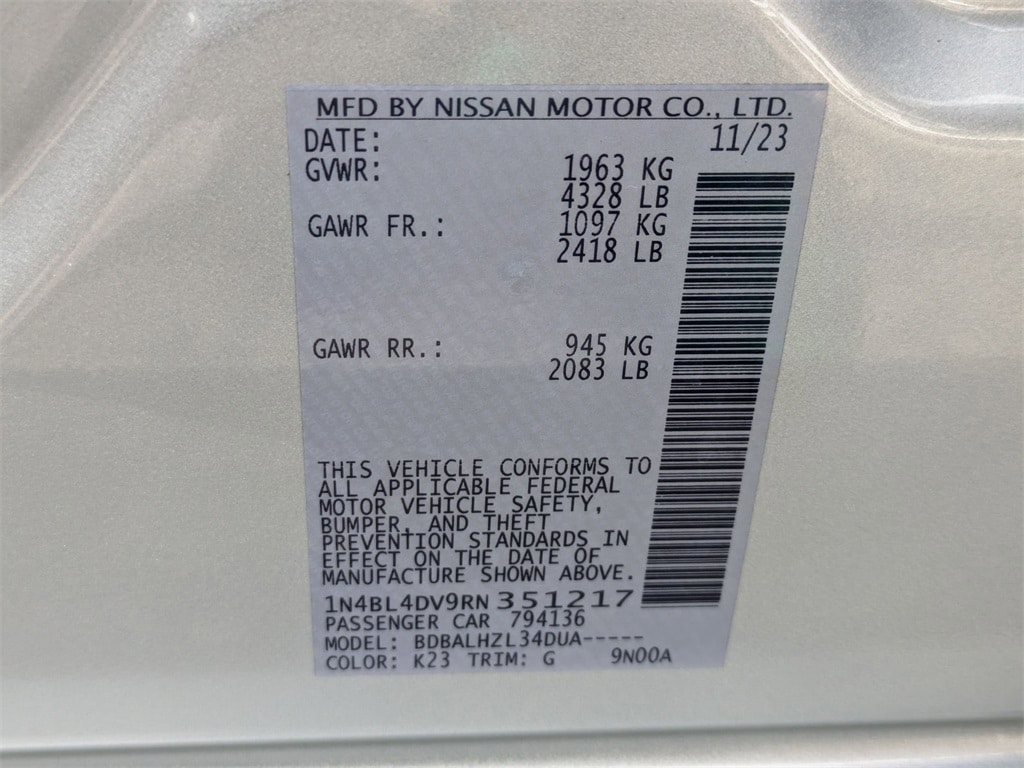 MFD BY NISSAN MOTOR CO., LTD.
DATE: 11/23
GVWR: 1963 KG
4328 LB
GAWR FR.: 1097 KG
2418 LB
GAWR RR.: 945 KG
2083 LB
THIS VEHICLE CONFORMS TO
ALL APPLICABLE FEDERAL
MOTOR VEHICLE SAFETY,
BUMPER, AND THEFT
PREVENTION STANDARDS IN
EFFECT ON THE DATE OF
MANUFACTURE SHOWN ABOVE.
1N4BL4DV9RN 351217
PASSENGER CAR 794136
MODEL: BDBALHZL34DUA-----
COLOR: K23 TRIM: G 9N00A